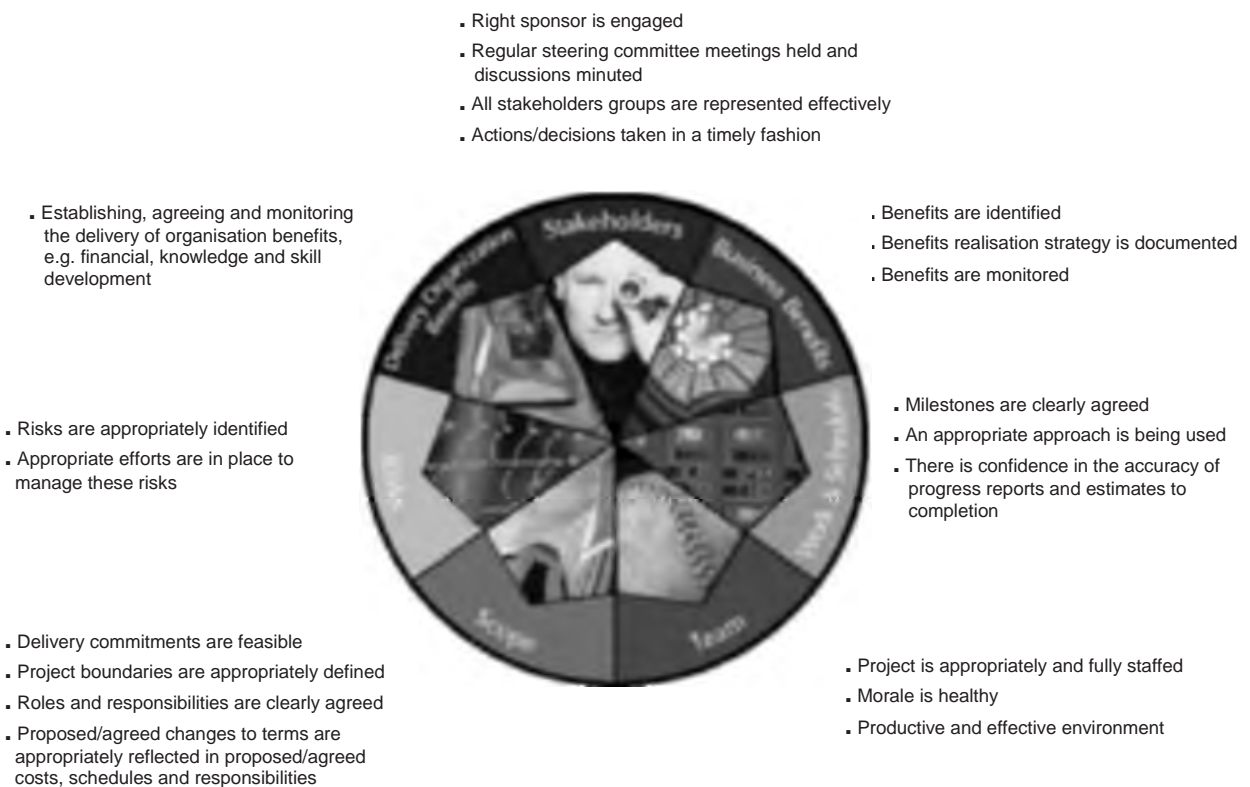 . Right sponsor is engaged
. Regular steering committee meetings held and
discussions minuted
. All stakeholders groups are represented effectively
. Actions/decisions taken in a timely fashion
. Establishing, agreeing and monitoring
the delivery of organisation benefits,
e.g. financial, knowledge and skill
development
. Benefits are identified
. Benefits realisation strategy is documented
. Benefits are monitored
Stakeholders
Business Benefits
Delivery Organization
Benefits
Work & Schedule
Team
Scope
. Risks are appropriately identified
. Appropriate efforts are in place to
manage these risks
. Milestones are clearly agreed
. An appropriate approach is being used
. There is confidence in the accuracy of
progress reports and estimates to
completion
. Delivery commitments are feasible
. Project boundaries are appropriately defined
. Roles and responsibilities are clearly agreed
. Proposed/agreed changes to terms are
appropriately reflected in proposed/agreed
costs, schedules and responsibilities
. Project is appropriately and fully staffed
. Morale is healthy
. Productive and effective environment